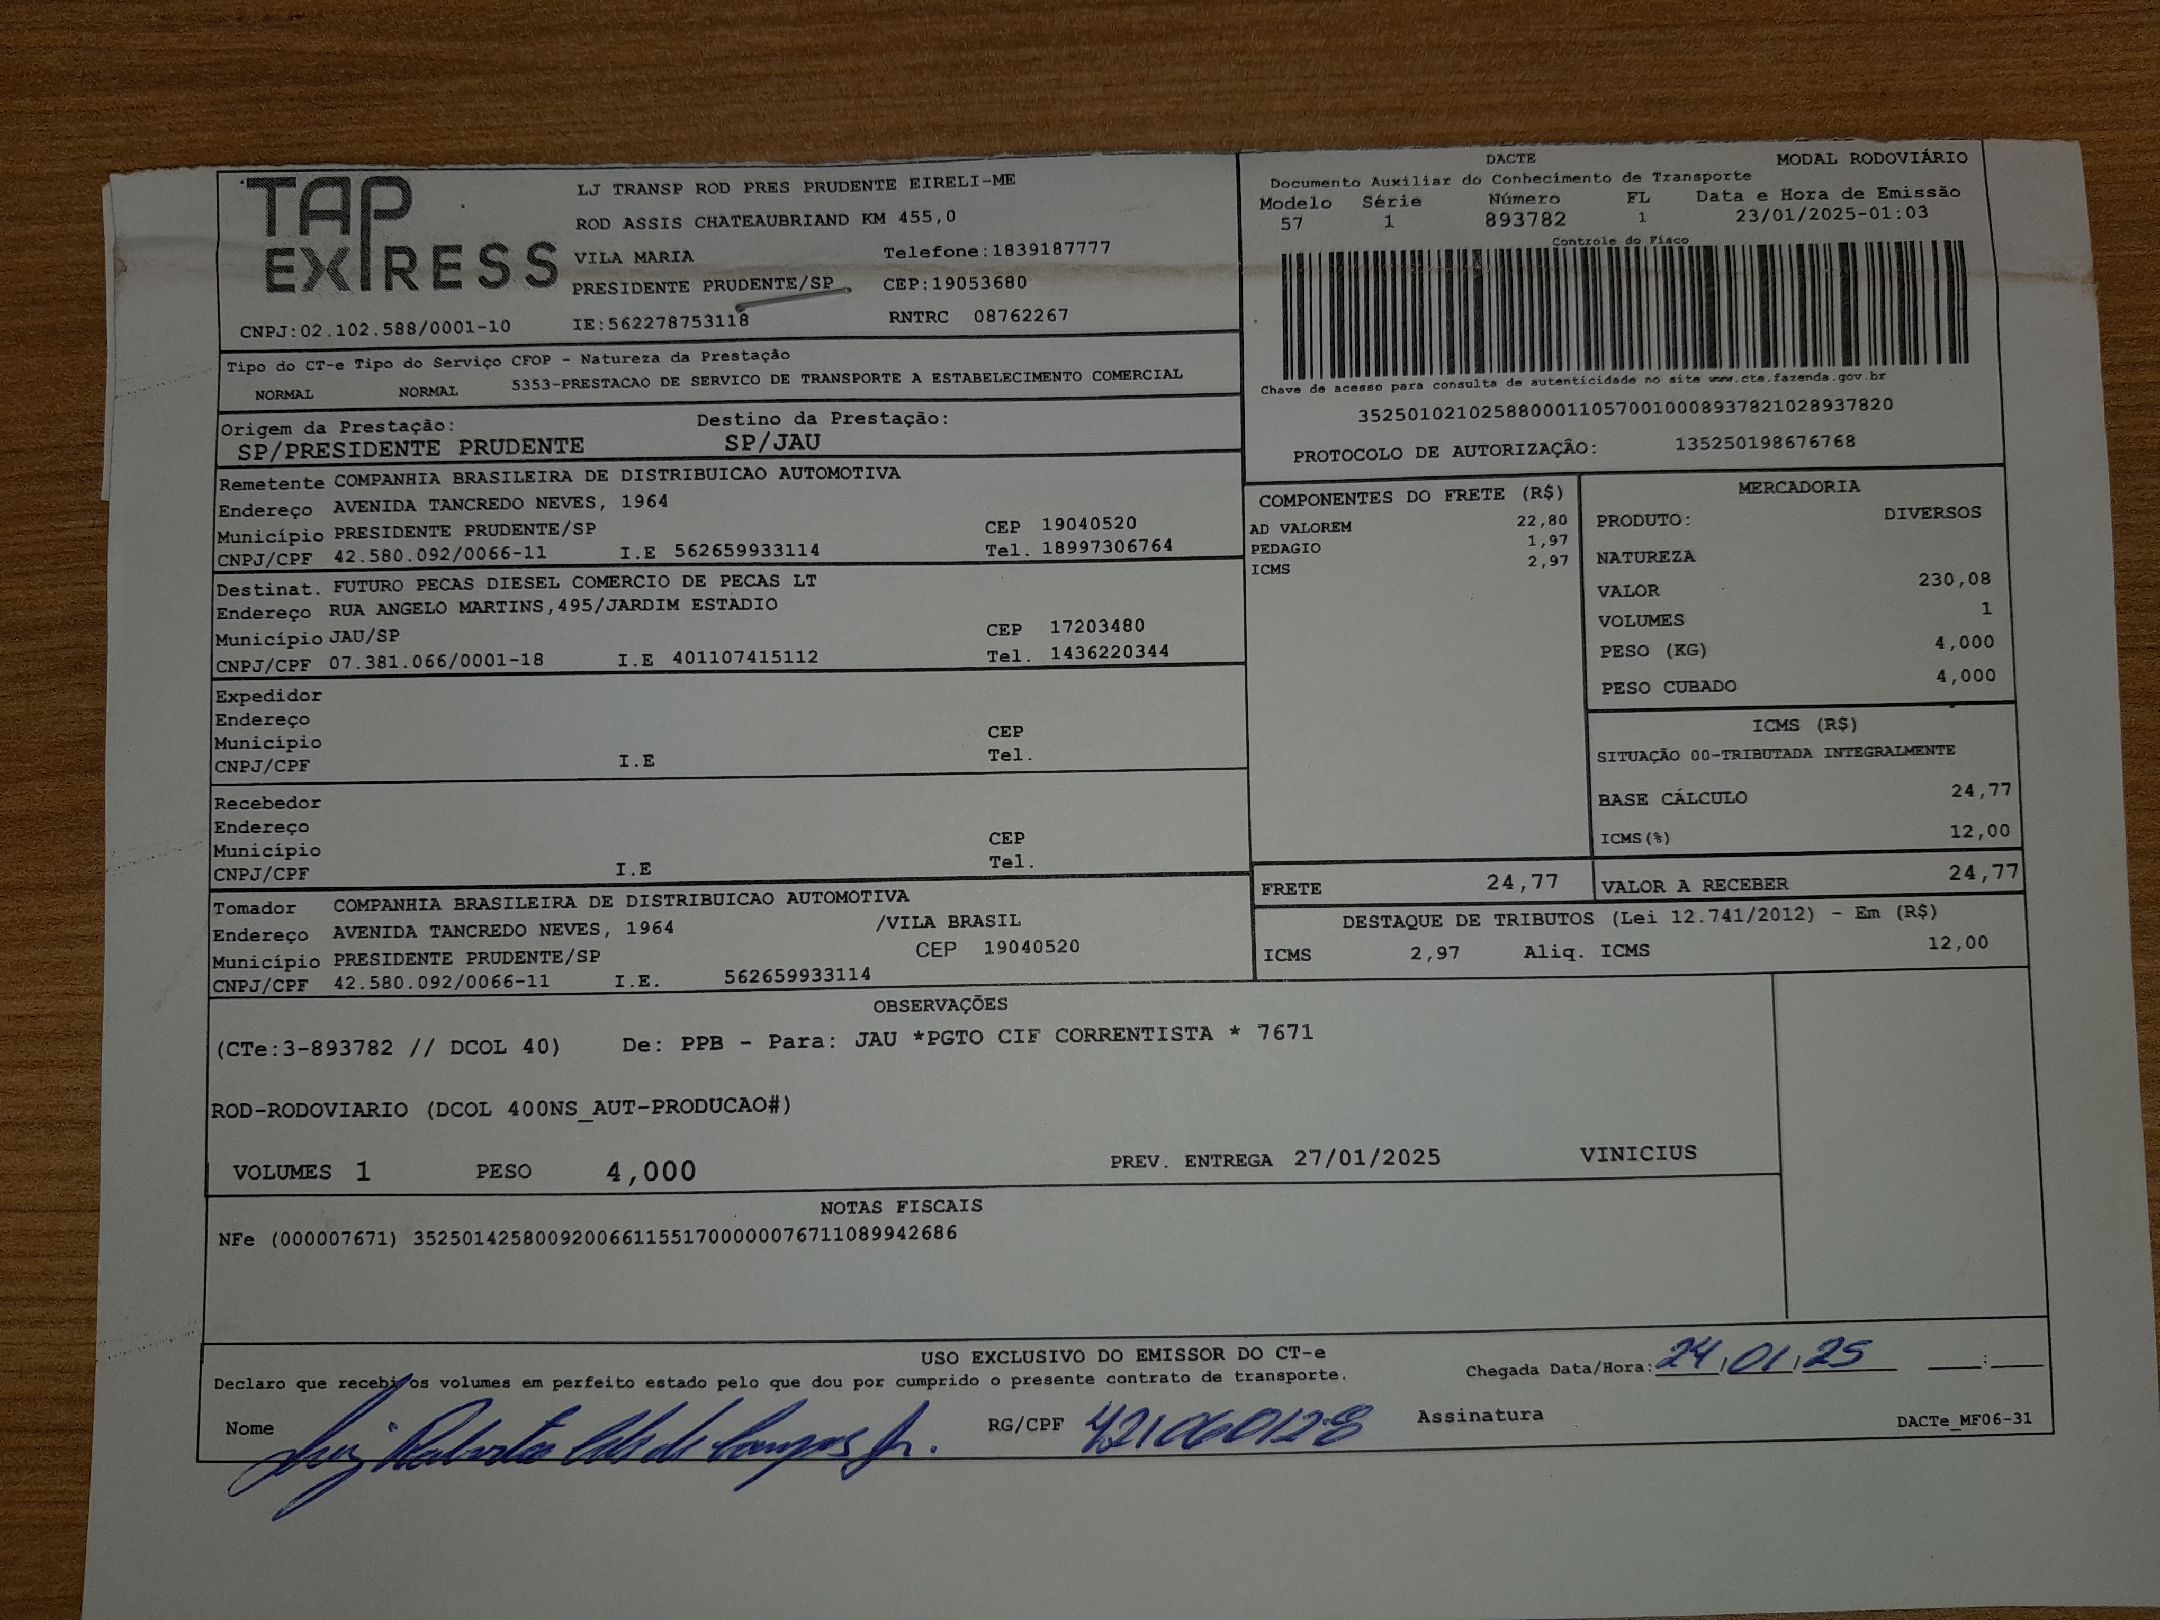 TAP
EXPRESS
LJ TRANSP ROD PRES PRUDENTE EIRELI-ME
ROD ASSIS CHATEAUBRIAND KM 455,0
VILA MARIA Telefone:1839187777
PRESIDENTE PRUDENTE/SP CEP:19053680
CNPJ:02.102.588/0001-10 IE:562278753118 RNTRC 08762267
DACTE MODAL RODOVIÁRIO
Documento Auxiliar do Conhecimento de Transporte
Modelo Série Número FL Data e Hora de Emissão
57 1 893782 1 23/01/2025-01:03
Controle do Fisco
Chave de acesso para consulta de autenticidade no site www.cte.fazenda.gov.br
35250102102588000110570010008937821028937820
PROTOCOLO DE AUTORIZAÇÃO: 135250198676768
Tipo do CT-e Tipo do Serviço CFOP - Natureza da Prestação
NORMAL NORMAL 5353-PRESTACAO DE SERVICO DE TRANSPORTE A ESTABELECIMENTO COMERCIAL
Origem da Prestação: Destino da Prestação:
SP/PRESIDENTE PRUDENTE SP/JAU
Remetente COMPANHIA BRASILEIRA DE DISTRIBUICAO AUTOMOTIVA
Endereço AVENIDA TANCREDO NEVES, 1964
Município PRESIDENTE PRUDENTE/SP CEP 19040520
CNPJ/CPF 42.580.092/0066-11 I.E 562659933114 Tel. 18997306764
Destinat. FUTURO PECAS DIESEL COMERCIO DE PECAS LT
Endereço RUA ANGELO MARTINS,495/JARDIM ESTADIO
Município JAU/SP CEP 17203480
CNPJ/CPF 07.381.066/0001-18 I.E 401107415112 Tel. 1436220344
Expedidor
Endereço
Município CEP
CNPJ/CPF I.E Tel.
Recebedor
Endereço
Município CEP
CNPJ/CPF I.E Tel.
Tomador COMPANHIA BRASILEIRA DE DISTRIBUICAO AUTOMOTIVA
Endereço AVENIDA TANCREDO NEVES, 1964 /VILA BRASIL
Município PRESIDENTE PRUDENTE/SP CEP 19040520
CNPJ/CPF 42.580.092/0066-11 I.E. 562659933114
COMPONENTES DO FRETE (R$)
AD VALOREM 22,80
PEDAGIO 1,97
ICMS 2,97
MERCADORIA
PRODUTO: DIVERSOS
NATUREZA
VALOR 230,08
VOLUMES 1
PESO (KG) 4,000
PESO CUBADO 4,000
ICMS (R$)
SITUAÇÃO 00-TRIBUTADA INTEGRALMENTE
BASE CÁLCULO 24,77
ICMS(%) 12,00
FRETE 24,77 VALOR A RECEBER 24,77
DESTAQUE DE TRIBUTOS (Lei 12.741/2012) - Em (R$)
ICMS 2,97 Aliq. ICMS 12,00
OBSERVAÇÕES
(CTe:3-893782 // DCOL 40) De: PPB - Para: JAU *PGTO CIF CORRENTISTA * 7671
ROD-RODOVIARIO (DCOL 400NS_AUT-PRODUCAO#)
VOLUMES 1 PESO 4,000 PREV. ENTREGA 27/01/2025 VINICIUS
NOTAS FISCAIS
NFe (000007671) 35250142580092006611551700000076711089942686
USO EXCLUSIVO DO EMISSOR DO CT-e
Declaro que recebi os volumes em perfeito estado pelo que dou por cumprido o presente contrato de transporte.
Chegada Data/Hora: 24/01/25 __:__
Nome Luiz Roberto de Campos Jr. RG/CPF 421060128 Assinatura
DACTe_MF06-31